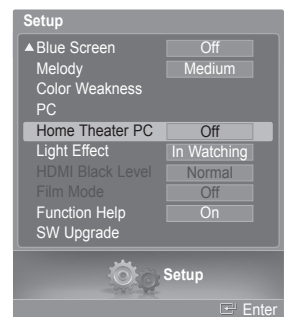 Setup
▲Blue Screen Off
Melody Medium
Color Weakness
PC
Home Theater PC Off
Light Effect In Watching
HDMI Black Level Normal
Film Mode Off
Function Help On
SW Upgrade
Setup
Enter